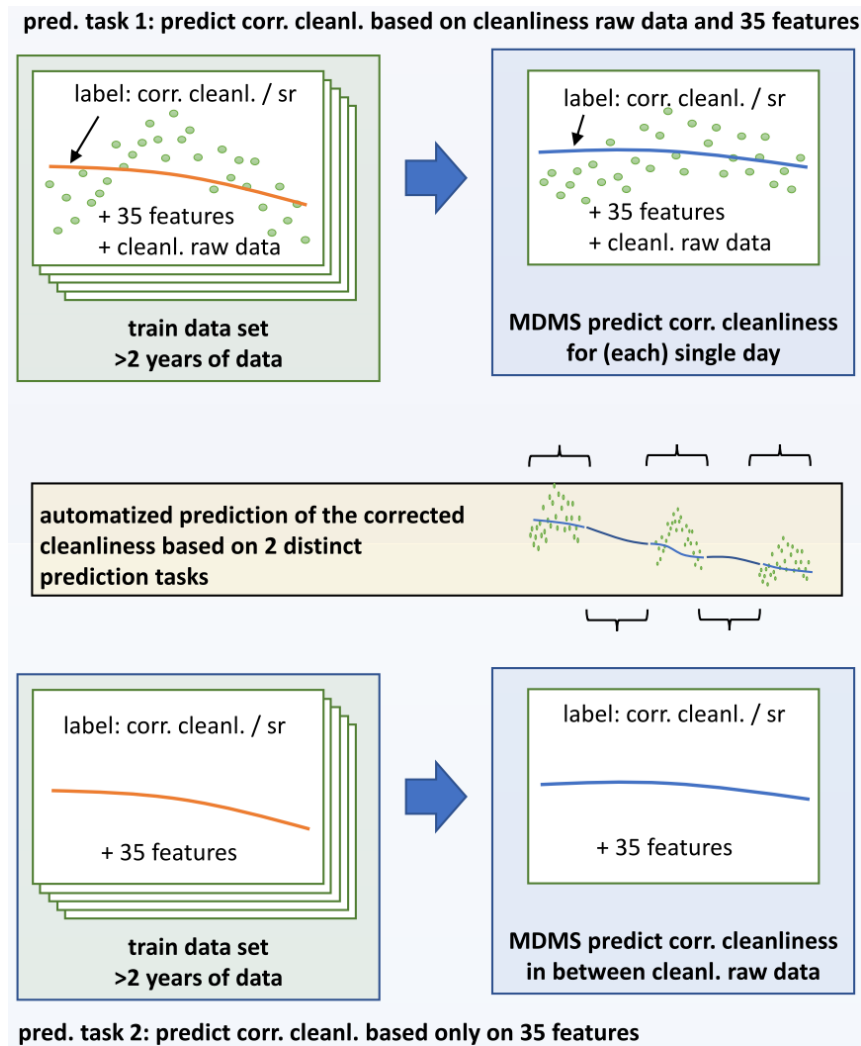 pred. task 1: predict corr. cleanl. based on cleanliness raw data and 35 features
label: corr. cleanl. / sr
+ 35 features
+ cleanl. raw data
train data set
>2 years of data
label: corr. cleanl. / sr
+ 35 features
+ cleanl. raw data
MDMS predict corr. cleanliness
for (each) single day
automatized prediction of the corrected
cleanliness based on 2 distinct
prediction tasks
label: corr. cleanl. / sr
+ 35 features
train data set
>2 years of data
label: corr. cleanl. / sr
+ 35 features
MDMS predict corr. cleanliness
in between cleanl. raw data
pred. task 2: predict corr. cleanl. based only on 35 features